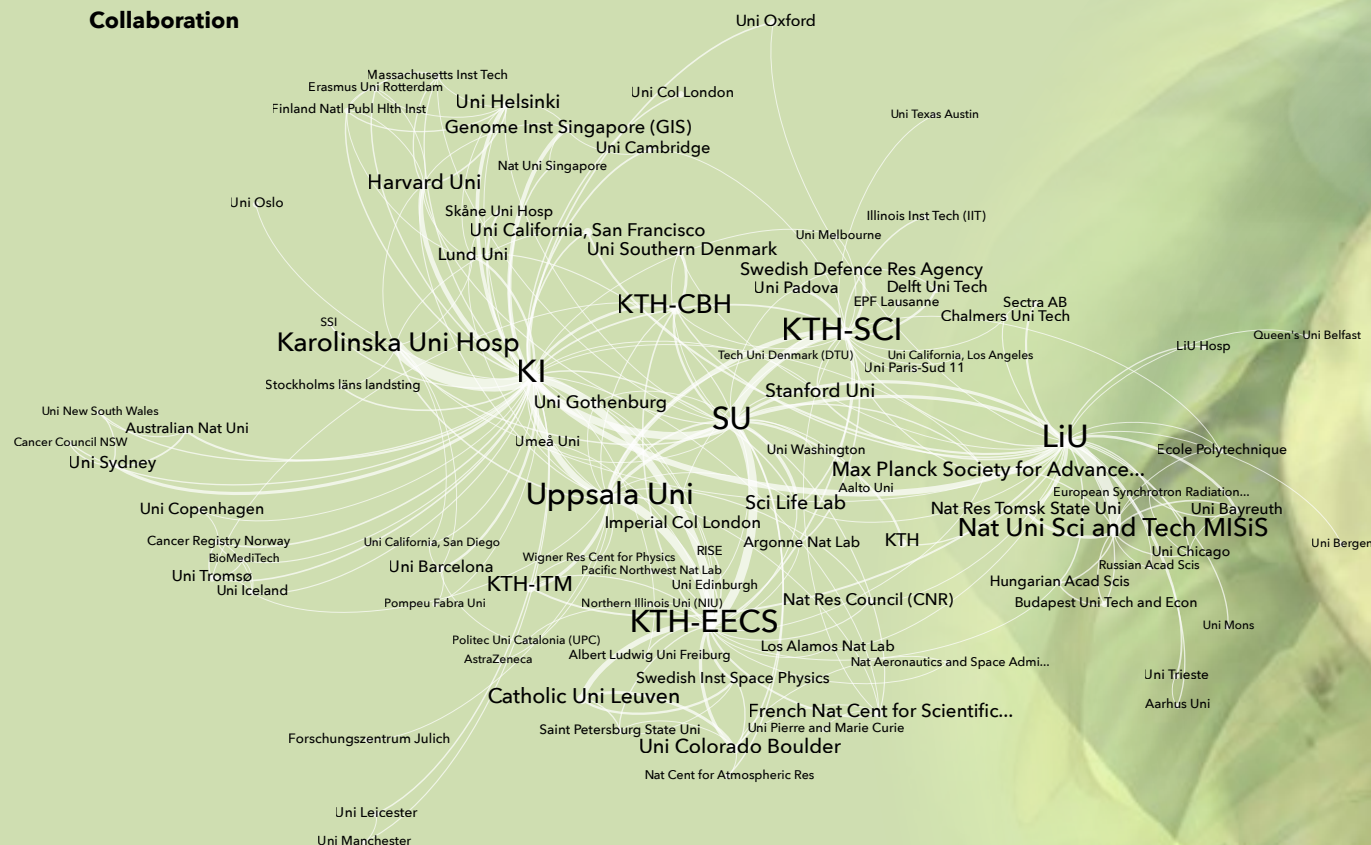 Collaboration
Uni Oxford
Massachusetts Inst Tech
Erasmus Uni Rotterdam
Uni Col London
Uni Helsinki
Finland Natl Publ Hlth Inst
Uni Texas Austin
Genome Inst Singapore (GIS)
Uni Cambridge
Nat Uni Singapore
Harvard Uni
Uni Oslo
Skåne Uni Hosp
Illinois Inst Tech (IIT)
Uni California, San Francisco
Uni Melbourne
Uni Southern Denmark
Lund Uni
Swedish Defence Res Agency
Uni Padova
Delft Uni Tech
EPF Lausanne
Sectra AB
KTH-CBH
Chalmers Uni Tech
SSI
KTH-SCI
Queen's Uni Belfast
Karolinska Uni Hosp
LiU Hosp
Tech Uni Denmark (DTU)
Uni California, Los Angeles
Uni Paris-Sud 11
KI
Stockholms läns landsting
Stanford Uni
Uni Gothenburg
Uni New South Wales
SU
Australian Nat Uni
LiU
Cancer Council NSW
Umeå Uni
Uni Washington
Ecole Polytechnique
Uni Sydney
Max Planck Society for Advance...
Aalto Uni
European Synchrotron Radiation...
Uppsala Uni
Sci Life Lab
Uni Copenhagen
Nat Res Tomsk State Uni
Uni Bayreuth
Imperial Col London
Nat Uni Sci and Tech MISiS
Cancer Registry Norway
Uni California, San Diego
Argonne Nat Lab
KTH
Uni Bergen
RISE
Uni Chicago
BioMediTech
Wigner Res Cent for Physics
Russian Acad Scis
Uni Barcelona
Pacific Northwest Nat Lab
Uni Tromsø
KTH-ITM
Uni Edinburgh
Hungarian Acad Scis
Uni Iceland
Pompeu Fabra Uni
Northern Illinois Uni (NIU)
Nat Res Council (CNR)
Budapest Uni Tech and Econ
KTH-EECS
Uni Mons
Politec Uni Catalonia (UPC)
Los Alamos Nat Lab
AstraZeneca
Albert Ludwig Uni Freiburg
Nat Aeronautics and Space Admi...
Swedish Inst Space Physics
Uni Trieste
Catholic Uni Leuven
Aarhus Uni
French Nat Cent for Scientific...
Saint Petersburg State Uni
Uni Pierre and Marie Curie
Forschungszentrum Julich
Uni Colorado Boulder
Nat Cent for Atmospheric Res
Uni Leicester
Uni Manchester